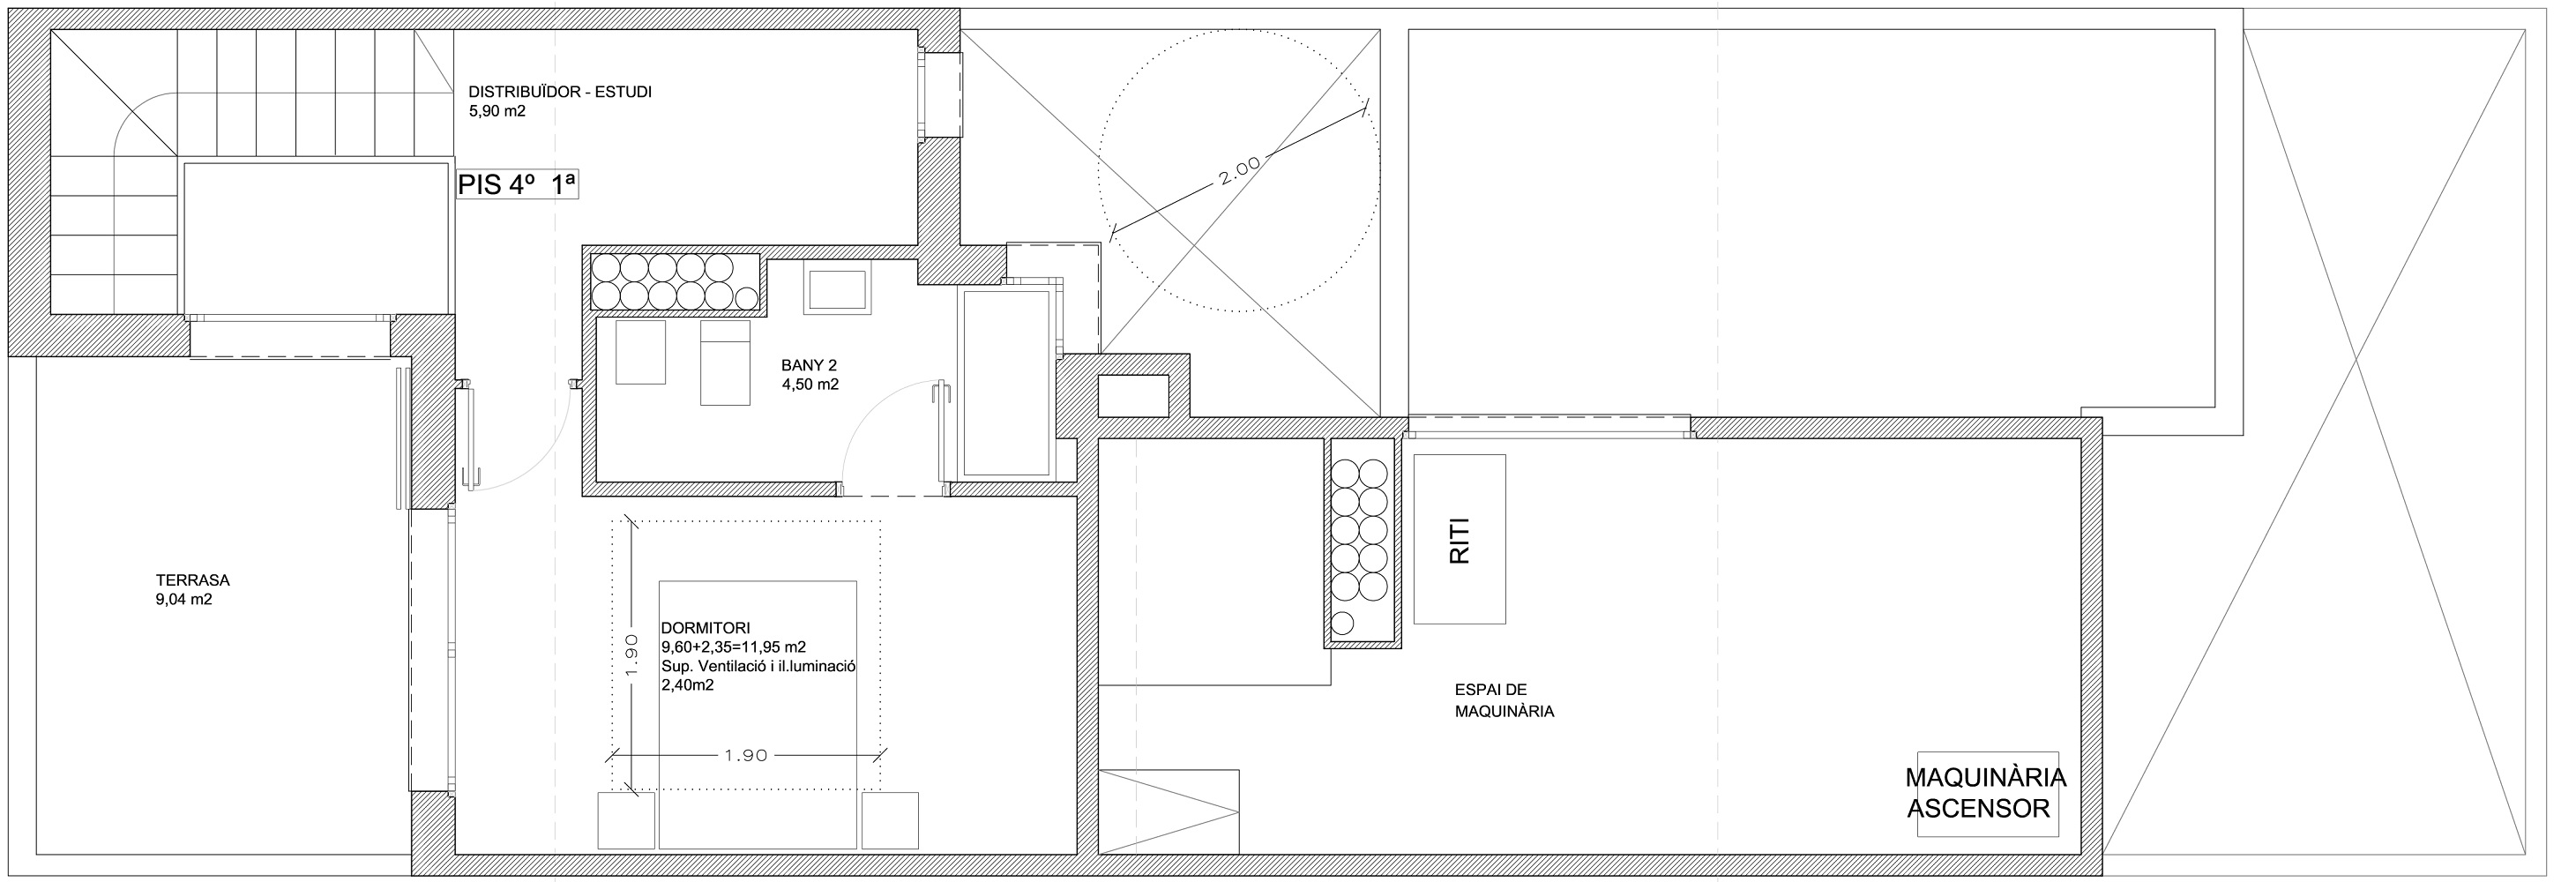 DISTRIBUÏDOR - ESTUDI
5,90 m2
PIS 4º 1ª
2.00
BANY 2
4,50 m2
TERRASA
9,04 m2
DORMITORI
9,60+2,35=11,95 m2
Sup. Ventilació i il.luminació
2,40m2
1.90
1.90
RITI
ESPAI DE
MAQUINÀRIA
MAQUINÀRIA
ASCENSOR